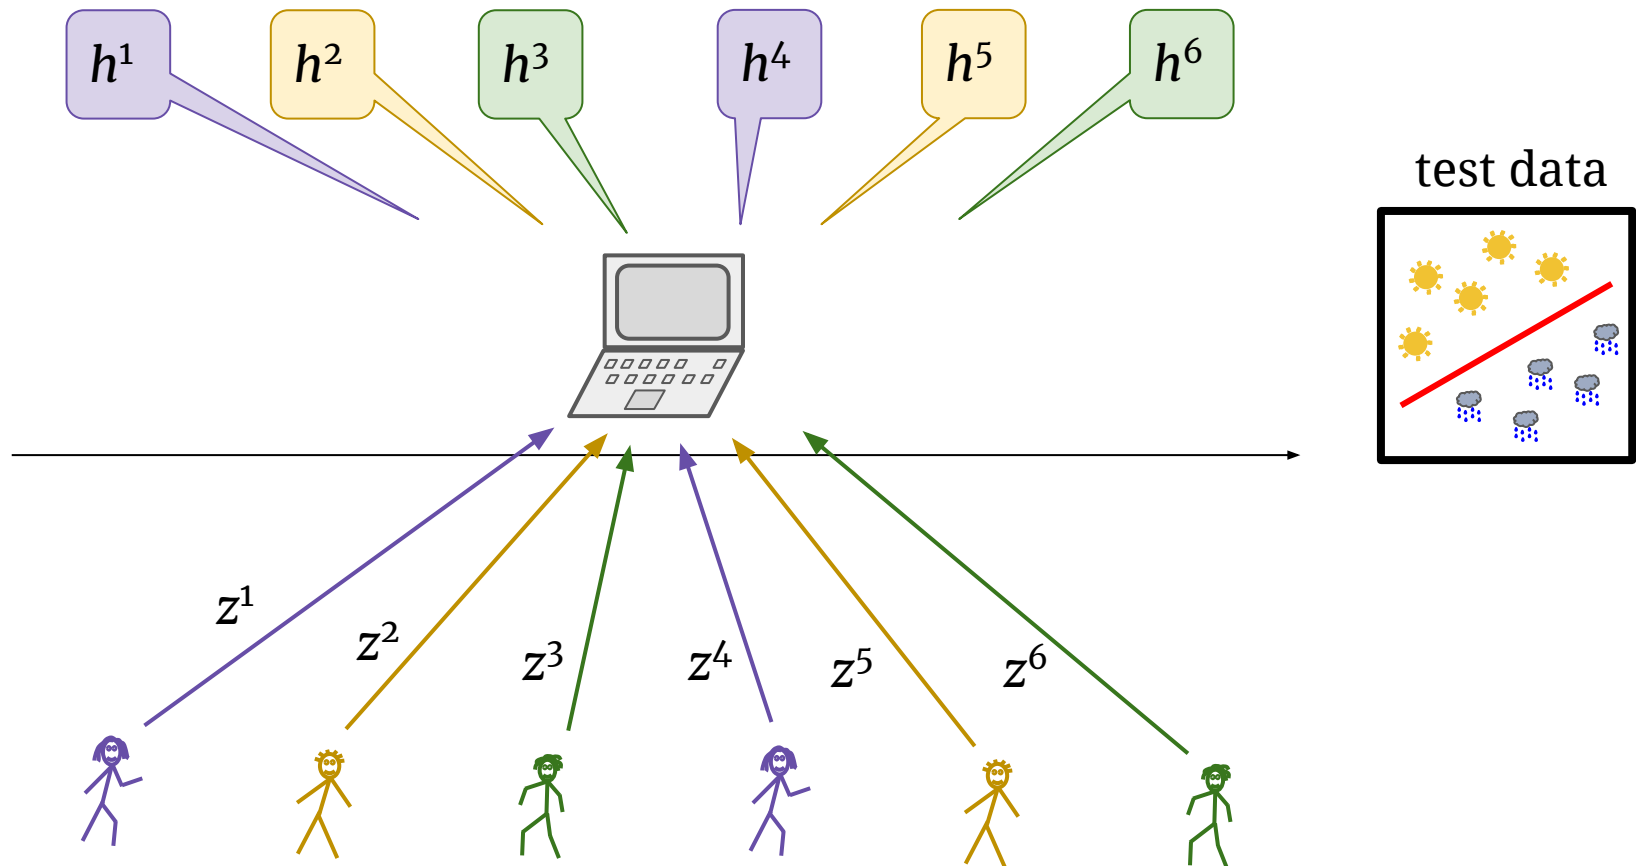 h¹ h² h³ h⁴ h⁵ h⁶
test data
z¹ z² z³ z⁴ z⁵ z⁶